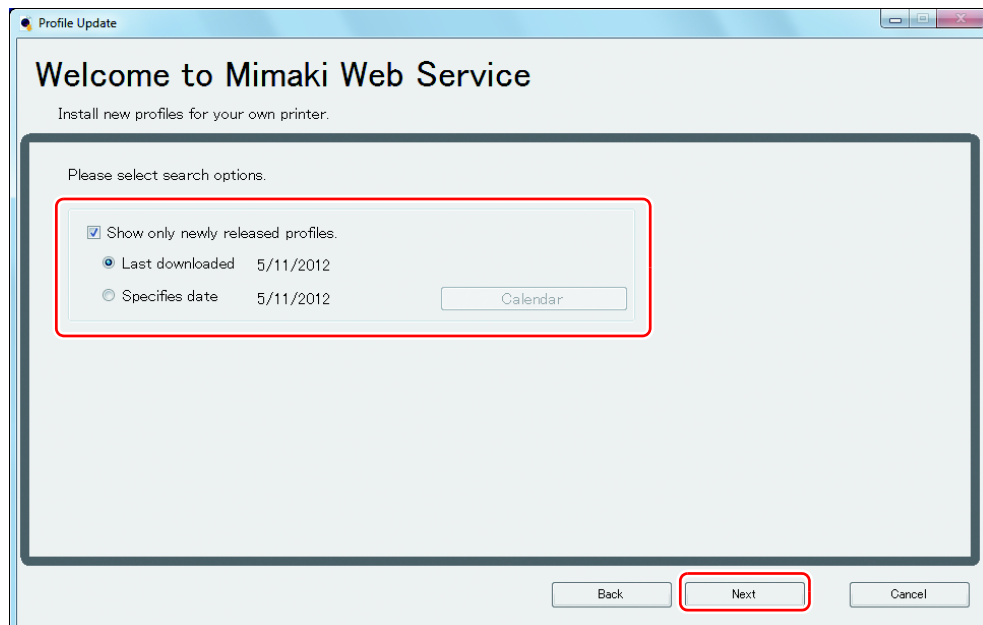 Profile Update
Welcome to Mimaki Web Service
Install new profiles for your own printer.
Please select search options.
Show only newly released profiles.
Last downloaded 5/11/2012
Specifies date 5/11/2012 Calendar
Back Next Cancel